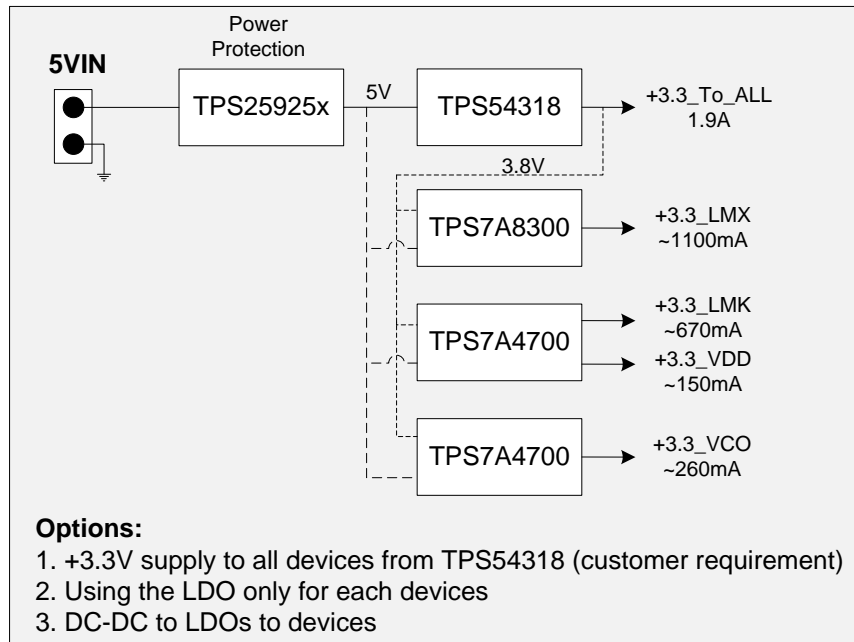 Power
Protection
5VIN
TPS25925x
5V
TPS54318
+3.3_To_ALL
1.9A
3.8V
TPS7A8300
+3.3_LMX
~1100mA
TPS7A4700
+3.3_LMK
~670mA
+3.3_VDD
~150mA
TPS7A4700
+3.3_VCO
~260mA
Options:
1. +3.3V supply to all devices from TPS54318 (customer requirement)
2. Using the LDO only for each devices
3. DC-DC to LDOs to devices